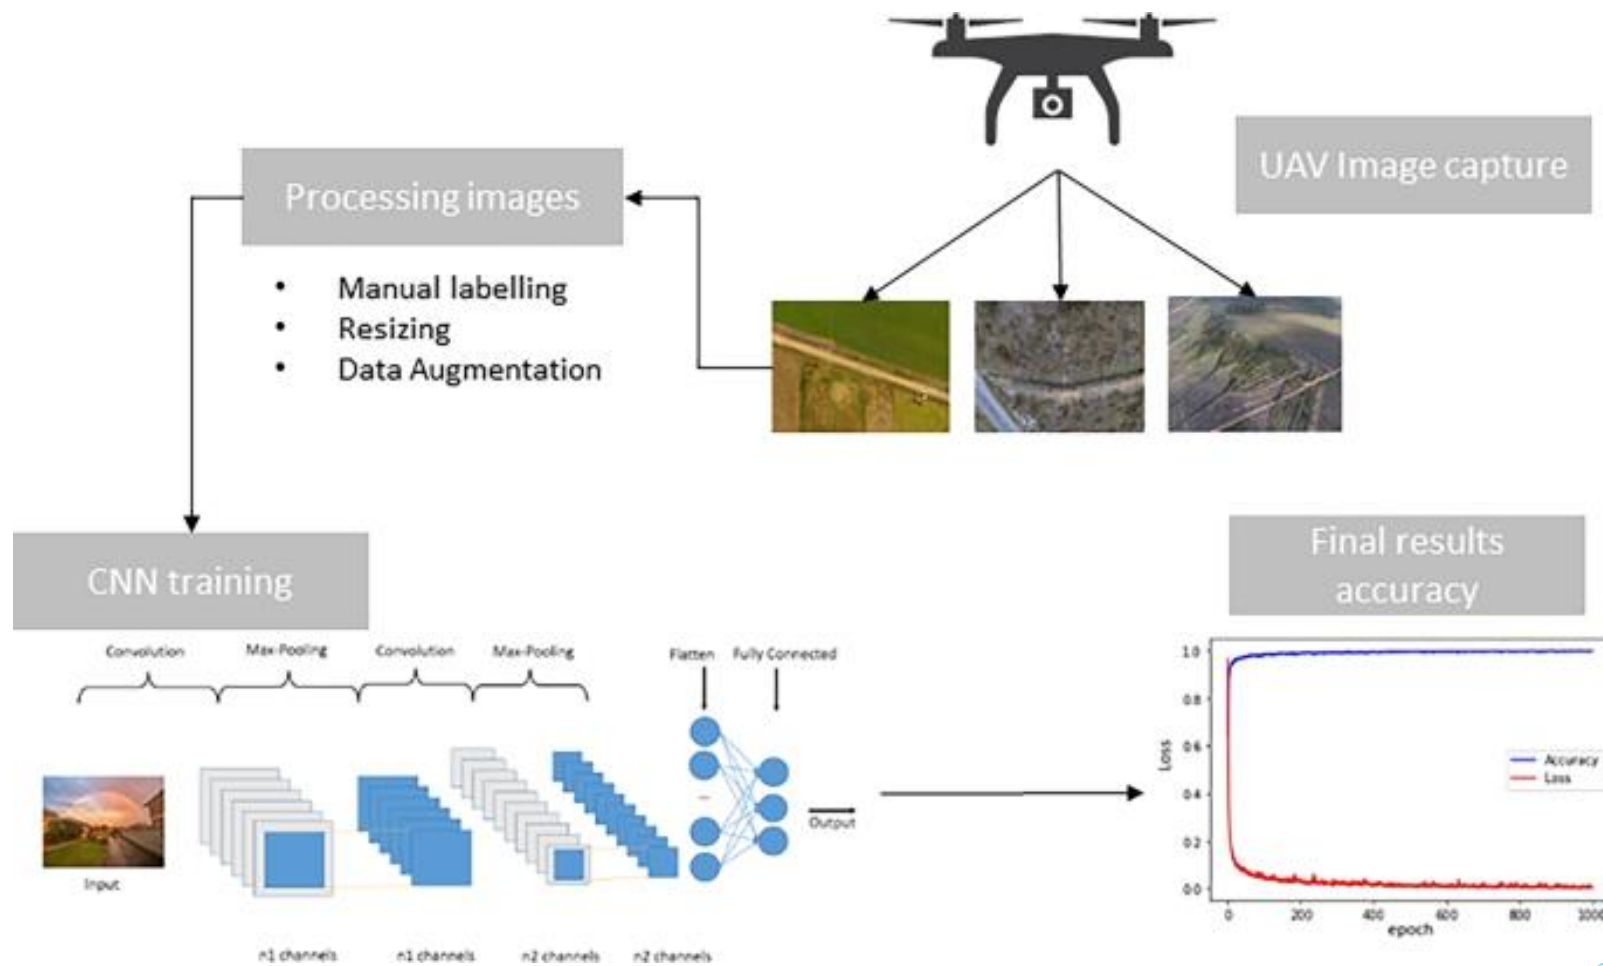 UAV Image capture
Processing images
• Manual labelling
• Resizing
• Data Augmentation
CNN training
Final results
accuracy
Convolution
Max-Pooling
Convolution
Max-Pooling
Flatten
Fully Connected
Input
Output
n1 channels
n1 channels
n2 channels
n2 channels
Loss
1.0
0.8
0.6
0.4
0.2
0.0
Accuracy
Loss
0
200
400
600
800
1000
epoch